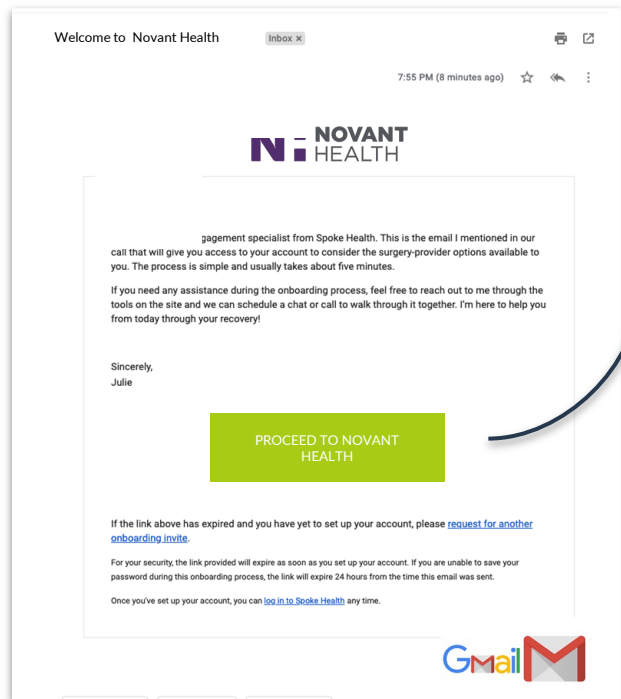 Welcome to Novant Health
Inbox ×
7:55 PM (8 minutes ago)
NOVANT
HEALTH
gagement specialist from Spoke Health. This is the email I mentioned in our
call that will give you access to your account to consider the surgery-provider options available to
you. The process is simple and usually takes about five minutes.
If you need any assistance during the onboarding process, feel free to reach out to me through the
tools on the site and we can schedule a chat or call to walk through it together. I'm here to help you
from today through your recovery!
Sincerely,
Julie
PROCEED TO NOVANT
HEALTH
If the link above has expired and you have yet to set up your account, please request for another
onboarding invite.
For your security, the link provided will expire as soon as you set up your account. If you are unable to save your
password during this onboarding process, the link will expire 24 hours from the time this email was sent.
Once you've set up your account, you can log in to Spoke Health any time.
Gmail